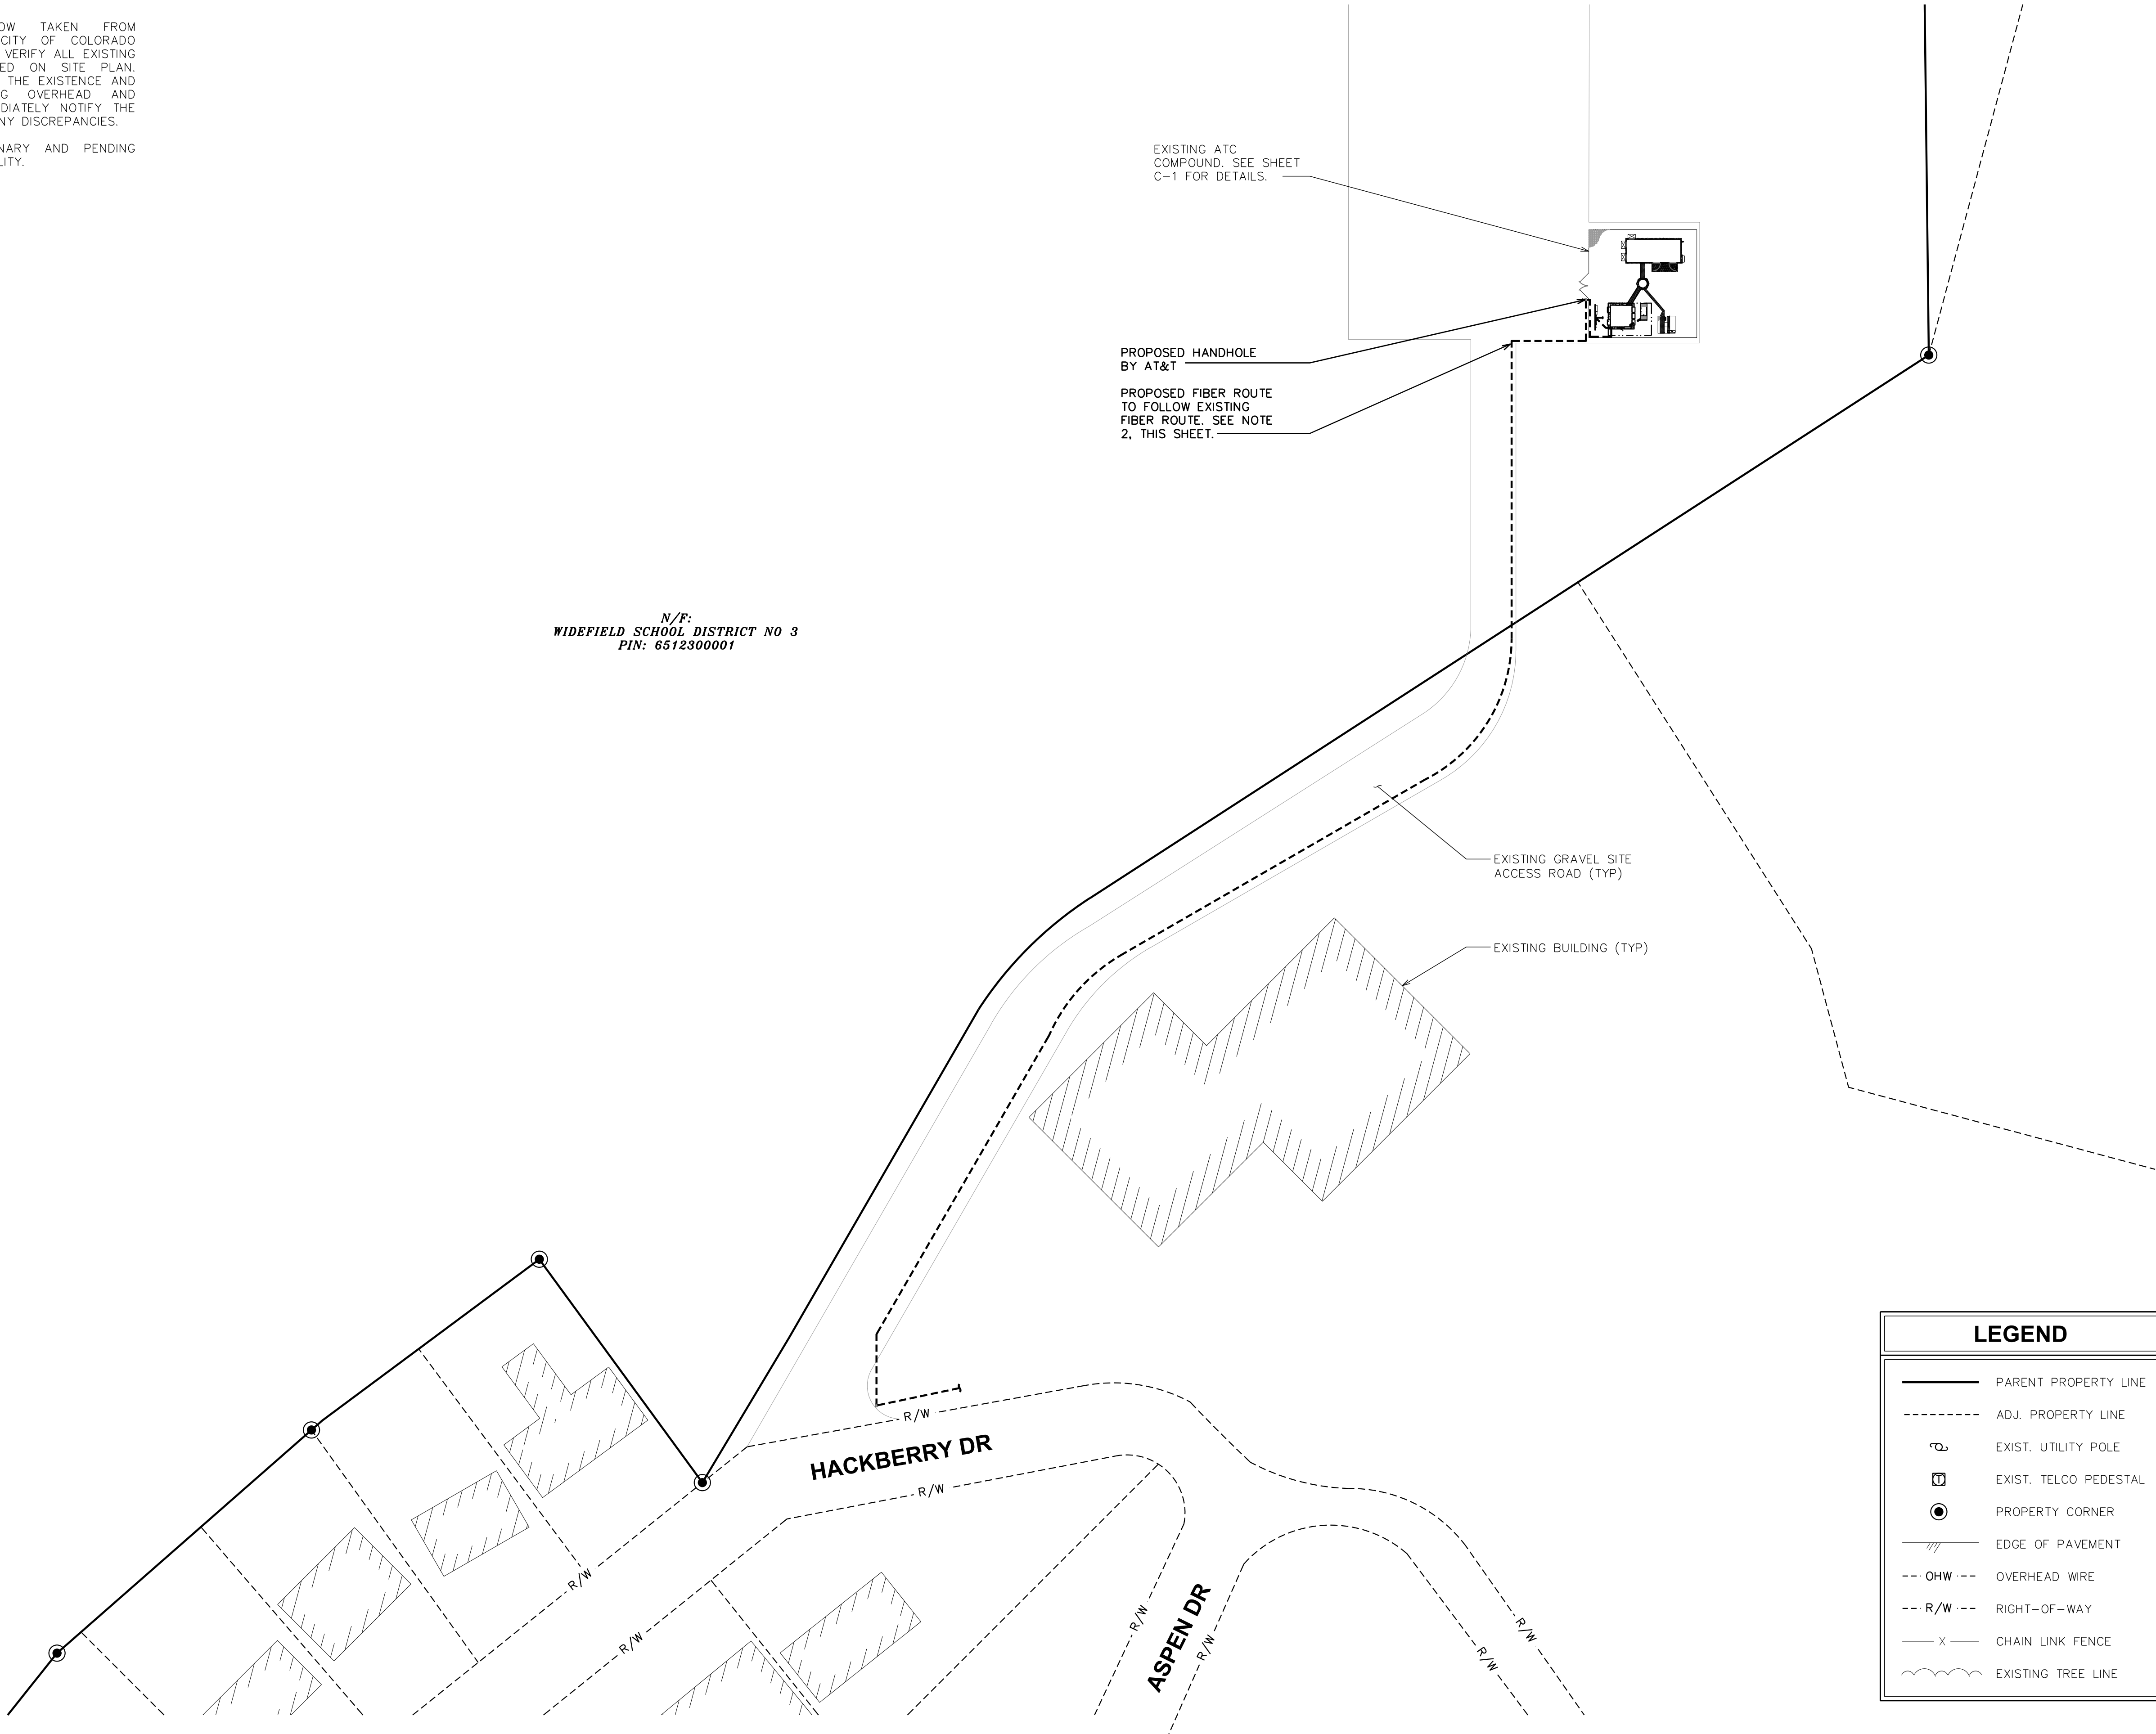 OW TAKEN FROM
CITY OF COLORADO
VERIFY ALL EXISTING
ED ON SITE PLAN.
THE EXISTENCE AND
G OVERHEAD AND
DIATELY NOTIFY THE
NY DISCREPANCIES.
NARY AND PENDING
LITY.
EXISTING ATC
COMPOUND. SEE SHEET
C-1 FOR DETAILS.
PROPOSED HANDHOLE
BY AT&T
PROPOSED FIBER ROUTE
TO FOLLOW EXISTING
FIBER ROUTE. SEE NOTE
2, THIS SHEET.
N/F:
WIDEFIELD SCHOOL DISTRICT NO 3
PIN: 6512300001
EXISTING GRAVEL SITE
ACCESS ROAD (TYP)
EXISTING BUILDING (TYP)
R/W
HACKBERRY DR
R/W
R/W
R/W
R/W
ASPEN DR
R/W
R/W
R/W
LEGEND
PARENT PROPERTY LINE
ADJ. PROPERTY LINE
EXIST. UTILITY POLE
T EXIST. TELCO PEDESTAL
PROPERTY CORNER
EDGE OF PAVEMENT
OHW OVERHEAD WIRE
R/W RIGHT-OF-WAY
X CHAIN LINK FENCE
EXISTING TREE LINE